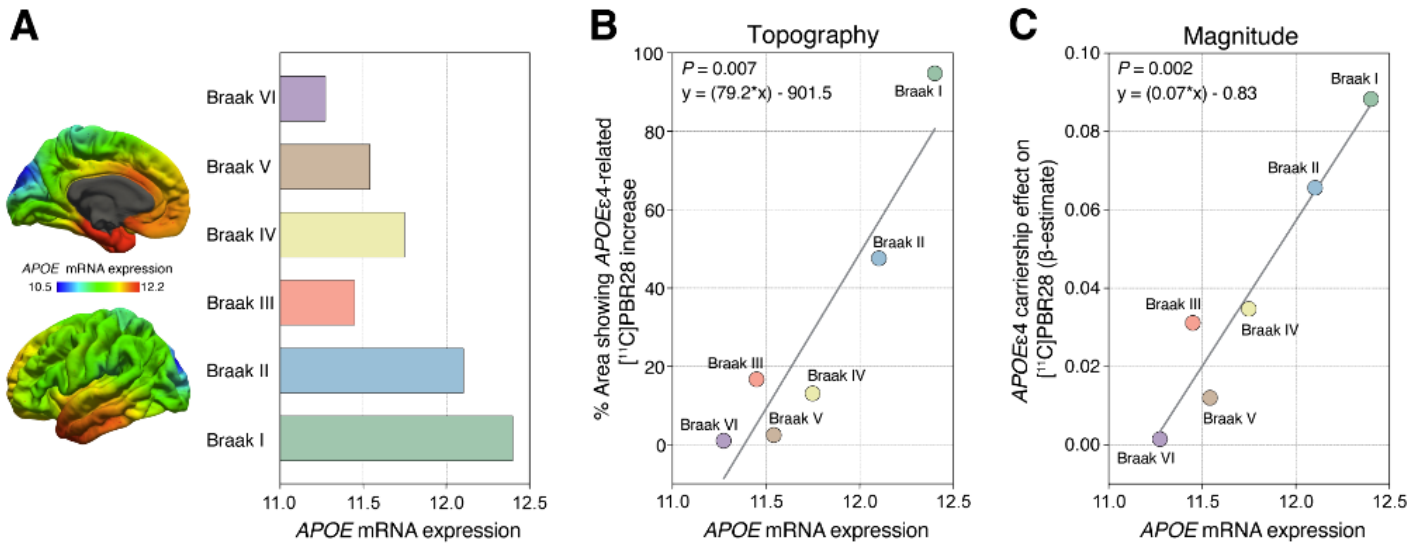 A
Braak VI
Braak V
Braak IV
Braak III
Braak II
Braak I
APOE mRNA expression
10.5 12.2
11.0 11.5 12.0 12.5
APOE mRNA expression
B
Topography
P = 0.007
y = (79.2*x) - 901.5
% Area showing APOEε4-related
[¹¹C]PBR28 increase
100
80
60
40
20
0
Braak I
Braak II
Braak III
Braak IV
Braak V
Braak VI
11.0 11.5 12.0 12.5
APOE mRNA expression
C
Magnitude
P = 0.002
y = (0.07*x) - 0.83
APOEε4 carriership effect on
[¹¹C]PBR28 (β-estimate)
0.10
0.08
0.06
0.04
0.02
0.00
Braak I
Braak II
Braak III
Braak IV
Braak V
Braak VI
11.0 11.5 12.0 12.5
APOE mRNA expression